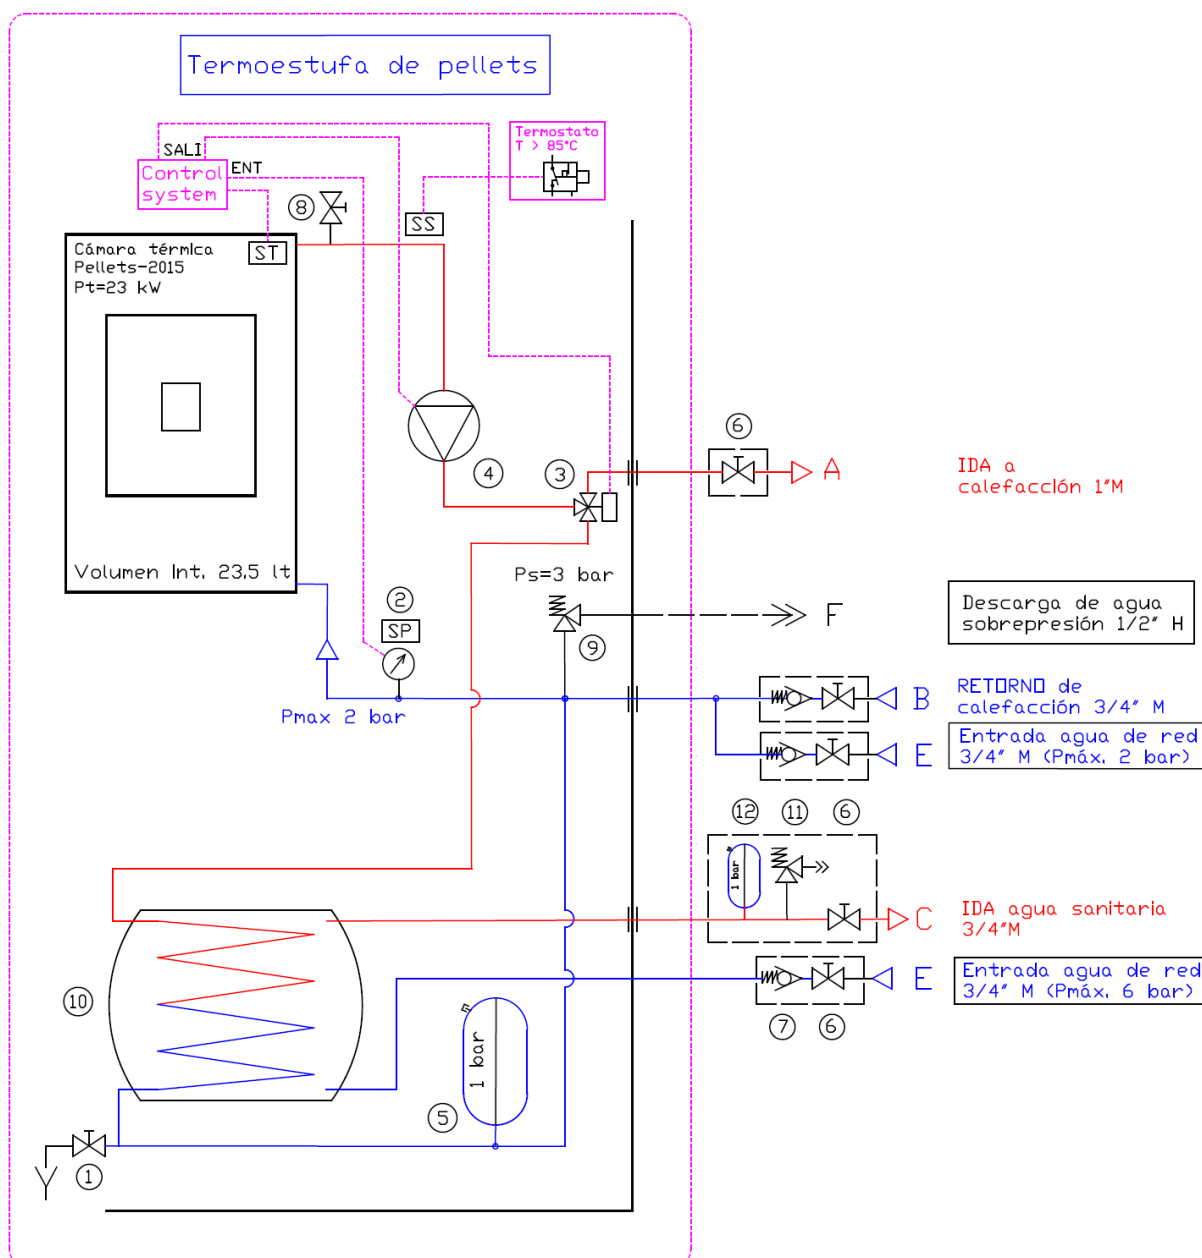 Termoestufa de pellets
SALI
Control
system
ENT
Termostato
T > 85°C
8
SS
Cámara térmica
Pellets-2015
Pt=23 kW
ST
4
3
6
A
IDA a
calefacción 1"M
Volumen Int. 23.5 lt
2
SP
Ps=3 bar
9
F
Descarga de agua
sobrepresión 1/2" H
Pmax 2 bar
B
RETORNO de
calefacción 3/4" M
E
Entrada agua de red
3/4" M (Pmáx. 2 bar)
12
11
6
1 bar
C
IDA agua sanitaria
3/4"M
E
Entrada agua de red
3/4" M (Pmáx. 6 bar)
7
6
10
1 bar
5
1